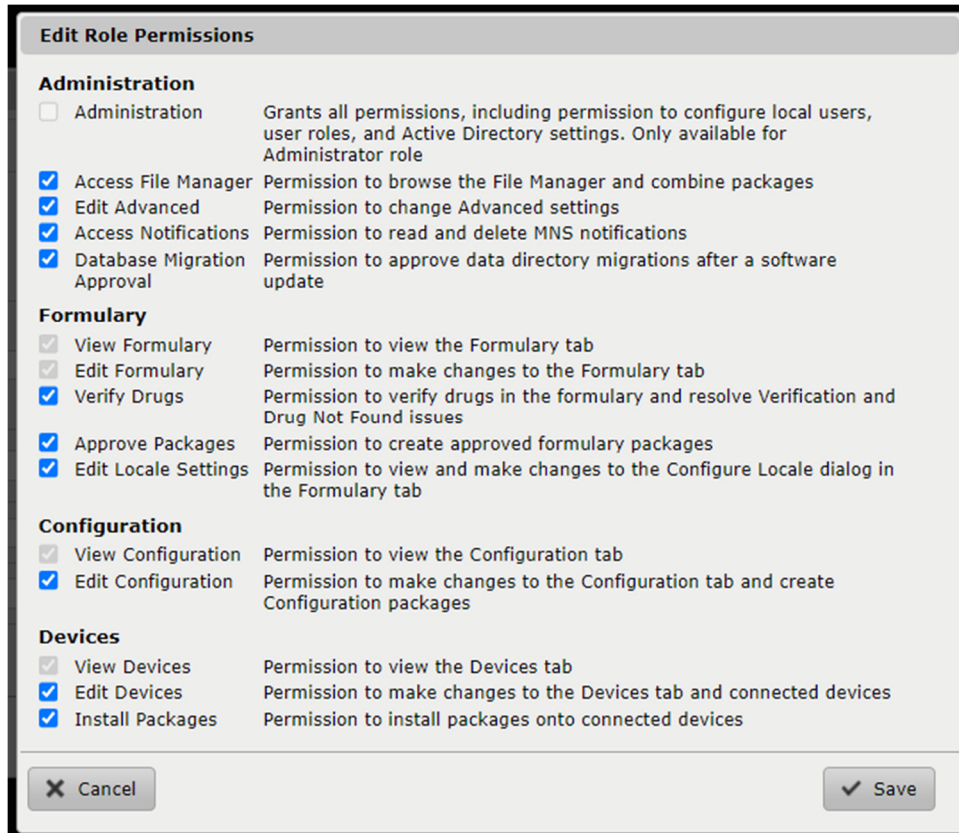 Edit Role Permissions
Administration
Administration Grants all permissions, including permission to configure local users,
user roles, and Active Directory settings. Only available for
Administrator role
Access File Manager Permission to browse the File Manager and combine packages
Edit Advanced Permission to change Advanced settings
Access Notifications Permission to read and delete MNS notifications
Database Migration Permission to approve data directory migrations after a software
Approval update
Formulary
View Formulary Permission to view the Formulary tab
Edit Formulary Permission to make changes to the Formulary tab
Verify Drugs Permission to verify drugs in the formulary and resolve Verification and
Drug Not Found issues
Approve Packages Permission to create approved formulary packages
Edit Locale Settings Permission to view and make changes to the Configure Locale dialog in
the Formulary tab
Configuration
View Configuration Permission to view the Configuration tab
Edit Configuration Permission to make changes to the Configuration tab and create
Configuration packages
Devices
View Devices Permission to view the Devices tab
Edit Devices Permission to make changes to the Devices tab and connected devices
Install Packages Permission to install packages onto connected devices
Cancel Save